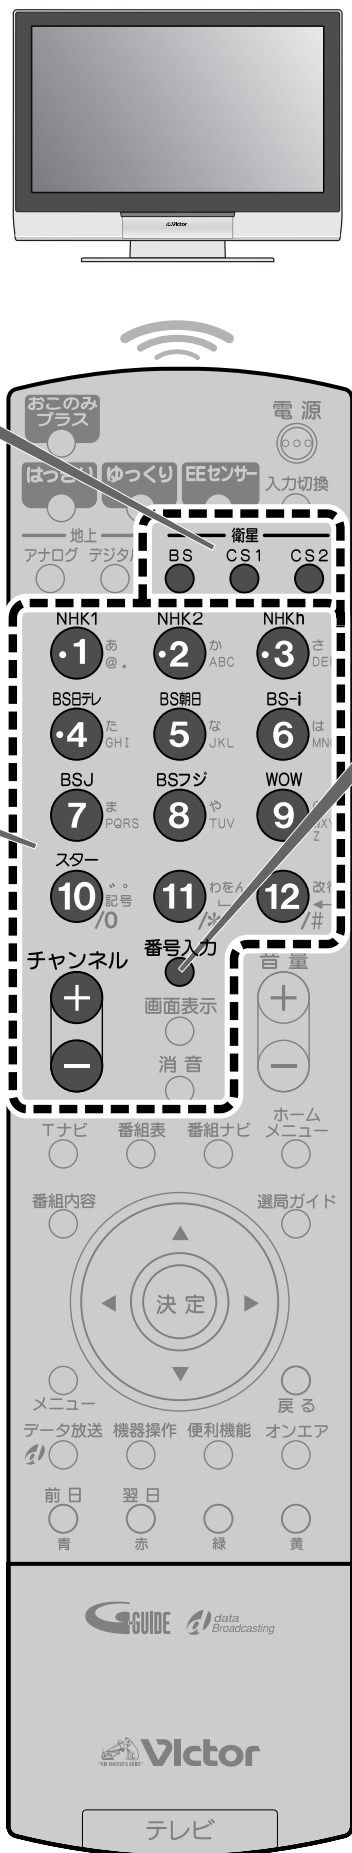 Victor
おこのみ
プラス
電源
はっきり ゆっくり EEセンサー 入力切換
地上 衛星
アナログ デジタル BS CS1 CS2
NHK1 NHK2 NHKh
•1 あ @. •2 か ABC •3 さ
BS日テレ BS朝日 BS-i
•4 た GHI 5 な JKL 6 は
BSJ BSフジ WOW
7 ま PQRS 8 や TUV 9 Z
スター
10 ゛゜ 記号 /0 11 わをん /* 12 /#
チャンネル 番号入力 音量
+ 画面表示 +
− 消音 −
Tナビ 番組表 番組ナビ ホーム
メニュー
番組内容 選局ガイド
決定
メニュー 戻る
データ放送 機器操作 便利機能 オンエア
d
前日 翌日
青 赤 緑 黄
G-GUIDE d data
Broadcasting
"HIS MASTER'S VOICE" Victor
テレビ